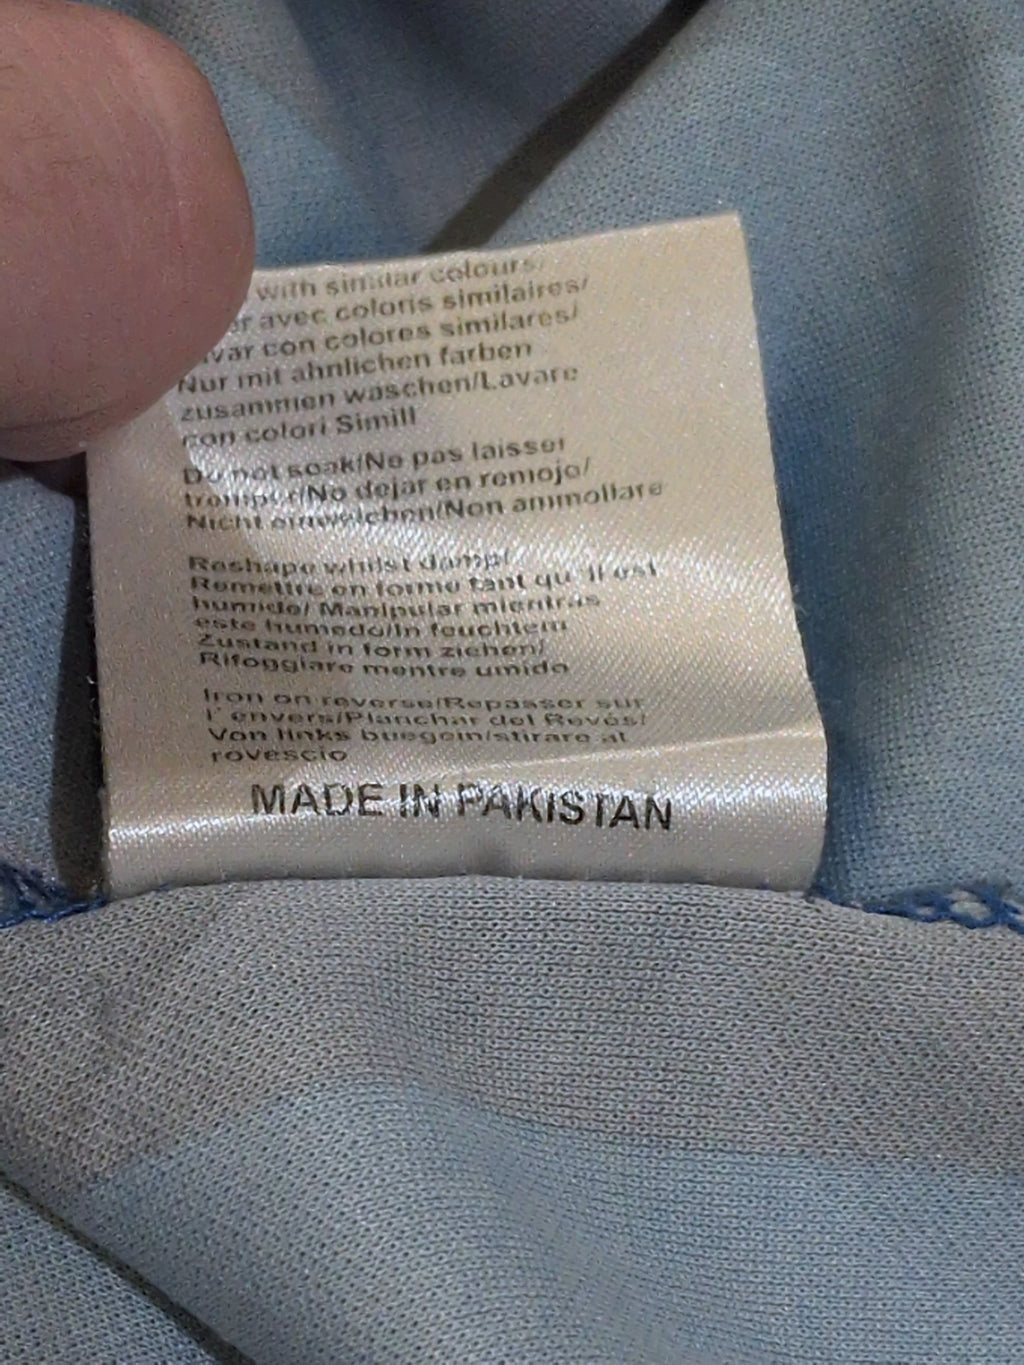 with similar colours/
er avec coloris similaires/
avar con colores similares/
Nur mit ahnlichen farben
zusammen waschen/Lavare
con colori Simill
Do not soak/Ne pas laisser
tremper/No dejar en remojo/
Nicht einweichen/Non ammollare
Reshape whilst damp/
Remettre en forme tant qu 'il est
humide/ Manipular mientras
este humedo/In feuchtem
Zustand in form ziehen/
Rifoggiare mentre umido
Iron on reverse/Repasser sur
l' envers/Planchar del Revés/
Von links buegeln/stirare al
rovescio
MADE IN PAKISTAN